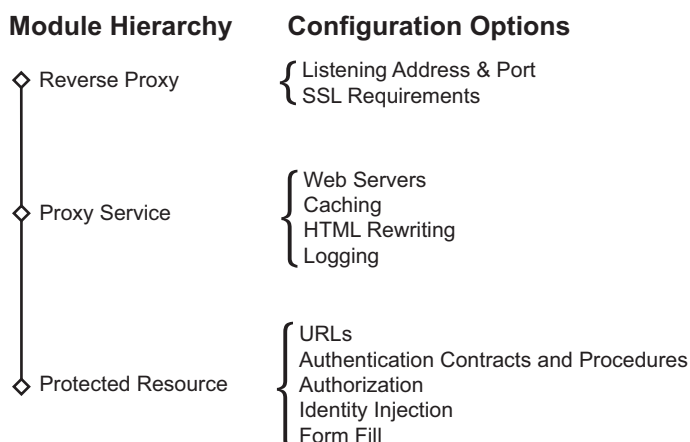 Module Hierarchy Configuration Options
Reverse Proxy
Listening Address & Port
SSL Requirements
Proxy Service
Web Servers
Caching
HTML Rewriting
Logging
Protected Resource
URLs
Authentication Contracts and Procedures
Authorization
Identity Injection
Form Fill